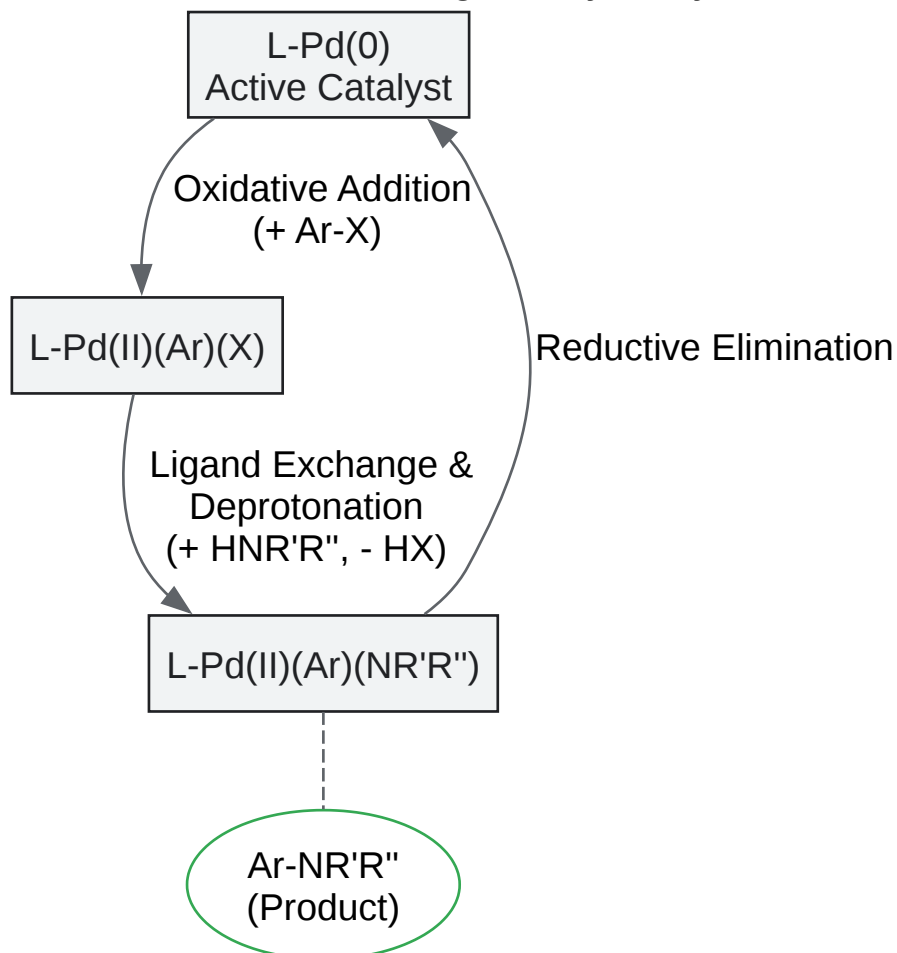 L-Pd(0)
Active Catalyst
Oxidative Addition
(+ Ar-X)
L-Pd(II)(Ar)(X)
Reductive Elimination
Ligand Exchange &
Deprotonation
(+ HNR'R'', - HX)
L-Pd(II)(Ar)(NR'R'')
Ar-NR'R''
(Product)